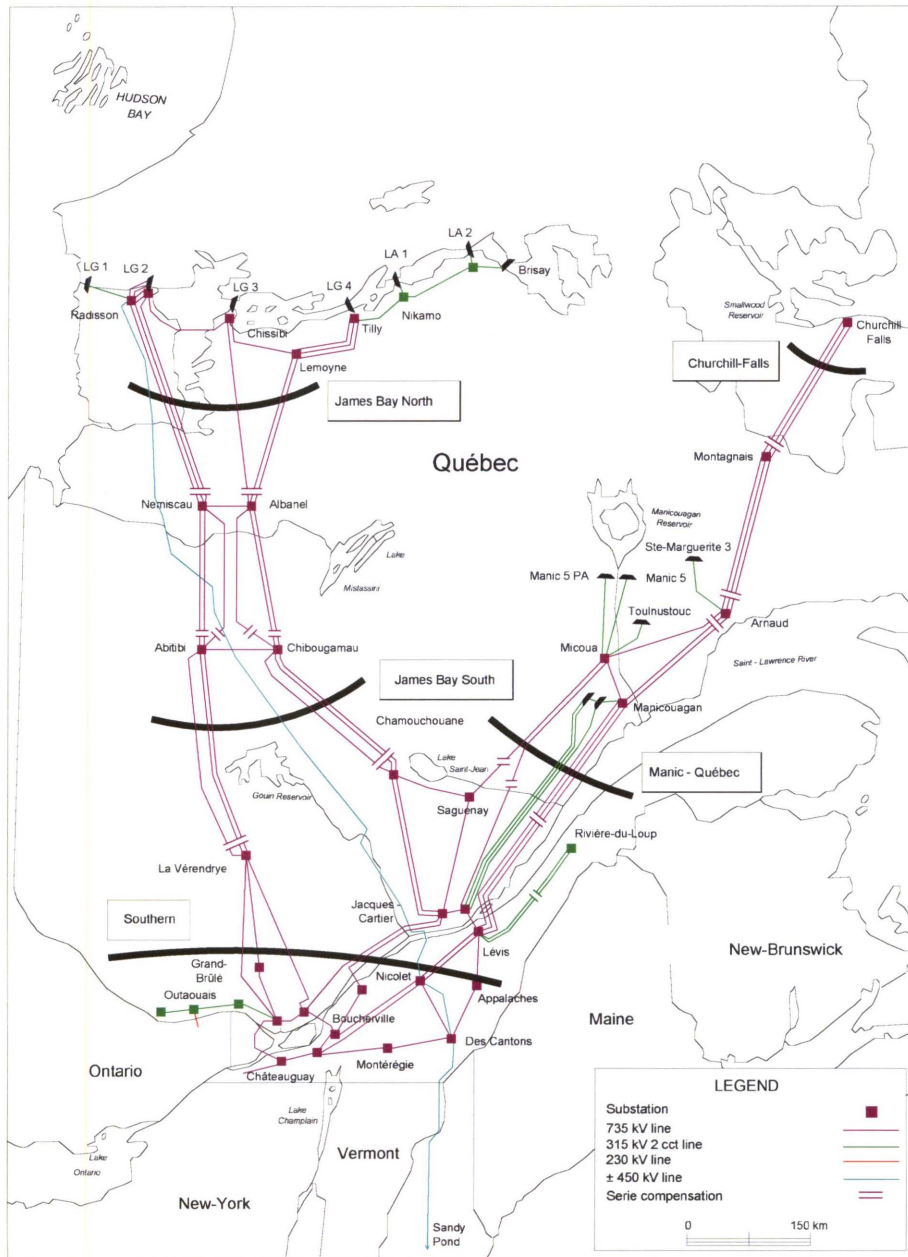 HUDSON
BAY
LG 1
LG 2
LA 1
LA 2
Brisay
Radisson
LG 3
LG 4
Nikamo
Chissibi
Tilly
Lemoyne
Smallwood
Reservoir
Churchill
Falls
Churchill-Falls
James Bay North
Québec
Montagnais
Nemiscau
Albanel
Manicouagan
Reservoir
Lake
Mistassini
Ste-Marguerite 3
Manic 5 PA
Manic 5
Toulnustouc
Arnaud
Abitibi
Chibougamau
Micoua
Saint - Lawrence River
James Bay South
Manicouagan
Chamouchouane
Lake
Saint-Jean
Manic - Québec
Gouin Reservoir
Saguenay
Rivière-du-Loup
La Vérendrye
Jacques -
Cartier
Southern
Lévis
New-Brunswick
Grand-
Brûlé
Nicolet
Outaouais
Appalaches
Boucherville
Maine
Des Cantons
Montérégie
Ontario
Châteauguay
Lake
Champlain
Vermont
Lake
Ontario
New-York
Sandy
Pond
LEGEND
Substation
735 kV line
315 kV 2 cct line
230 kV line
± 450 kV line
Serie compensation
0 150 km